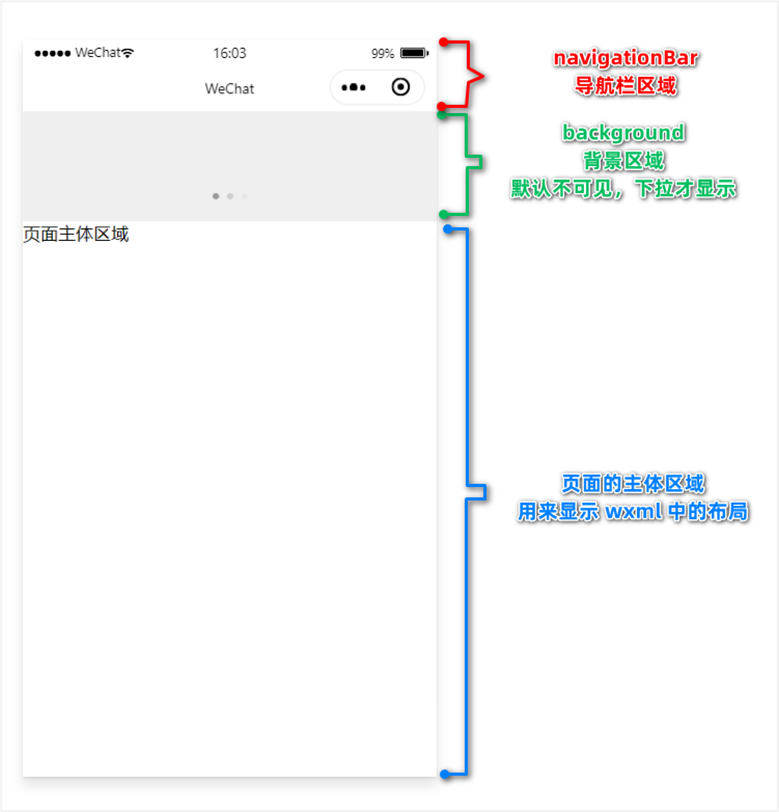 ●●●●● WeChat 16:03 99%
WeChat
页面主体区域
navigationBar
导航栏区域
background
背景区域
默认不可见，下拉才显示
页面的主体区域
用来显示 wxml 中的布局